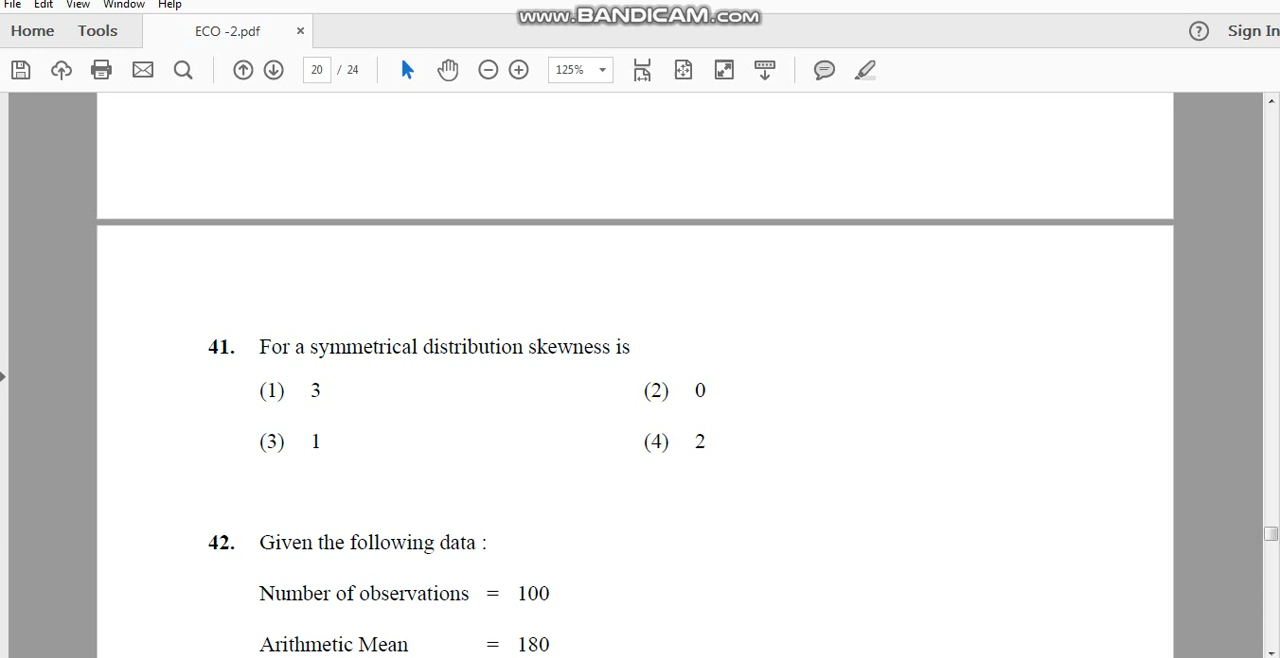 File Edit View Window Help
www.BANDICAM.com
Home Tools ECO -2.pdf × ? Sign In
20 / 24 125%
41. For a symmetrical distribution skewness is
(1) 3 (2) 0
(3) 1 (4) 2
42. Given the following data :
Number of observations = 100
Arithmetic Mean = 180